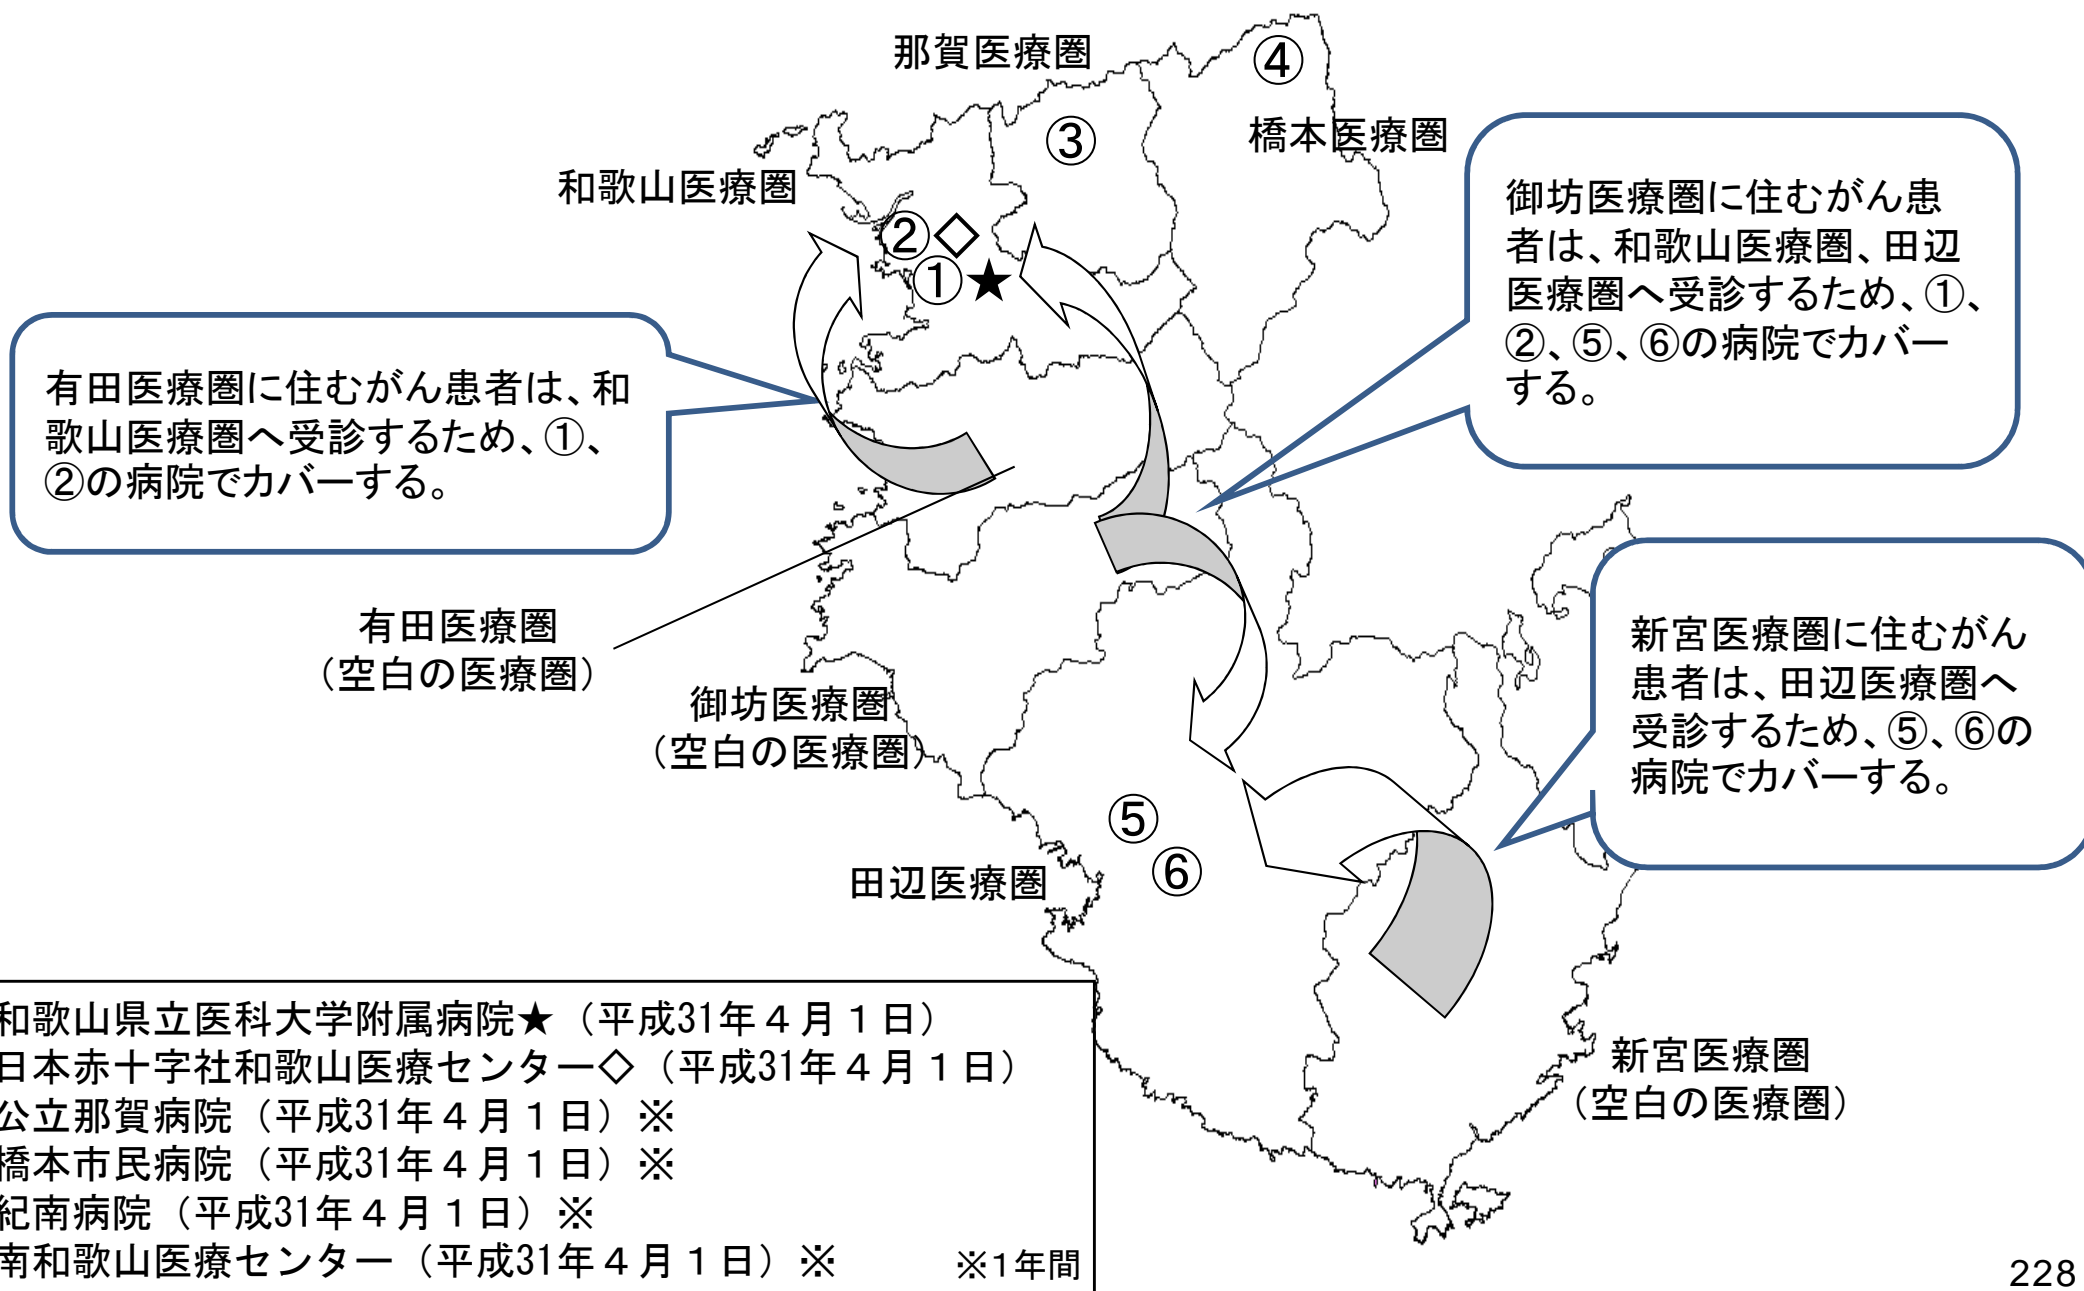 那賀医療圏
④
③
橋本医療圏
和歌山医療圏
②◇
①★
御坊医療圏に住むがん患
者は、和歌山医療圏、田辺
医療圏へ受診するため、①、
②、⑤、⑥の病院でカバー
する。
有田医療圏に住むがん患者は、和
歌山医療圏へ受診するため、①、
②の病院でカバーする。
有田医療圏
（空白の医療圏）
御坊医療圏
（空白の医療圏）
新宮医療圏に住むがん
患者は、田辺医療圏へ
受診するため、⑤、⑥の
病院でカバーする。
⑤
⑥
田辺医療圏
新宮医療圏
（空白の医療圏）
和歌山県立医科大学附属病院★（平成31年４月１日）
日本赤十字社和歌山医療センター◇（平成31年４月１日）
公立那賀病院（平成31年４月１日）※
橋本市民病院（平成31年４月１日）※
紀南病院（平成31年４月１日）※
南和歌山医療センター（平成31年４月１日）※　※１年間
228